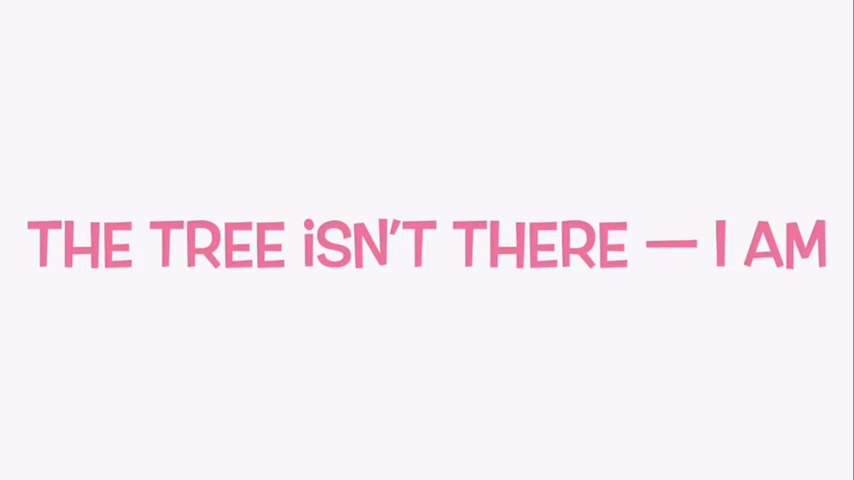 THE TREE iSN'T THERE — I AM